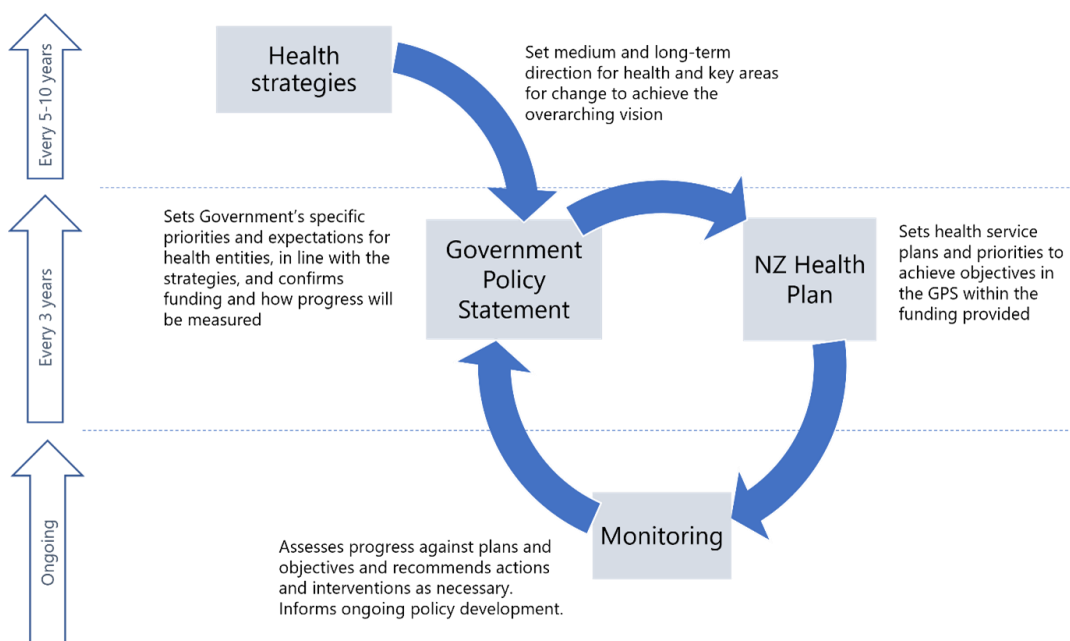 Every 5-10 years
Health
strategies
Set medium and long-term
direction for health and key areas
for change to achieve the
overarching vision
Every 3 years
Sets Government’s specific
priorities and expectations for
health entities, in line with the
strategies, and confirms
funding and how progress will
be measured
Government
Policy
Statement
NZ Health
Plan
Sets health service
plans and priorities to
achieve objectives in
the GPS within the
funding provided
Ongoing
Monitoring
Assesses progress against plans and
objectives and recommends actions
and interventions as necessary.
Informs ongoing policy development.